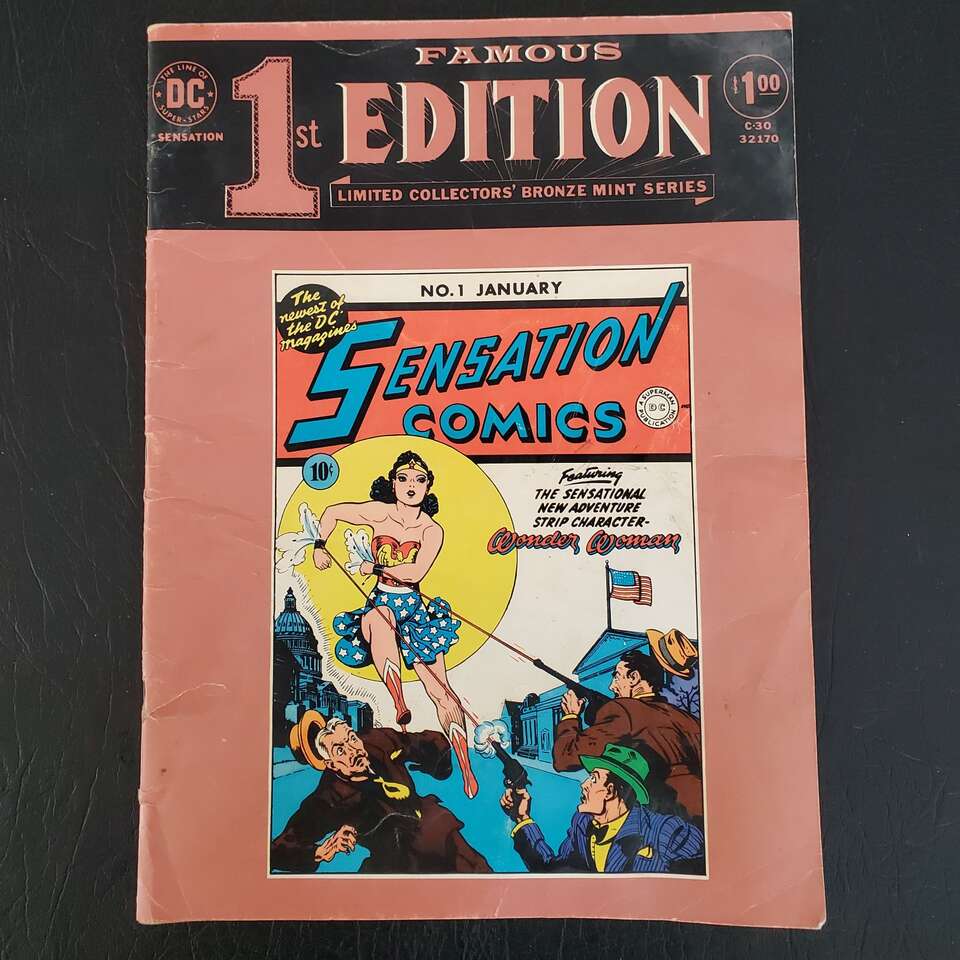 THE LINE OF
DC
SUPER-STARS
SENSATION
FAMOUS
1st EDITION
LIMITED COLLECTORS' BRONZE MINT SERIES
$1.00
C-30
32170
NO.1 JANUARY
The
newest of
the "DC"
magazines
SENSATION
COMICS
A SUPERMAN
DC
PUBLICATION
10¢
Featuring
THE SENSATIONAL
NEW ADVENTURE
STRIP CHARACTER-
Wonder Woman